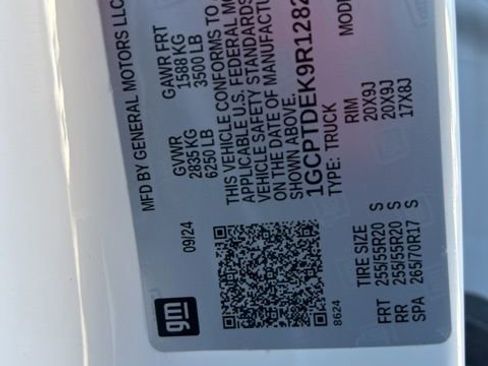 MFD BY GENERAL MOTORS LLC
09/24
GVWR
2835 KG
6250 LB
GAWR FRT
1588 KG
3500 LB
THIS VEHICLE CONFORMS TO
APPLICABLE U.S. FEDERAL
VEHICLE SAFETY STANDARDS
ON THE DATE OF MANUFACTU
SHOWN ABOVE.
1GCPTDEK9R1282
TYPE: TRUCK
MODE
TIRE SIZE RIM
FRT 255/55R20 S 20X9J
RR 255/55R20 S 20X9J
SPA 265/70R17 S 17X8J
gm
8624